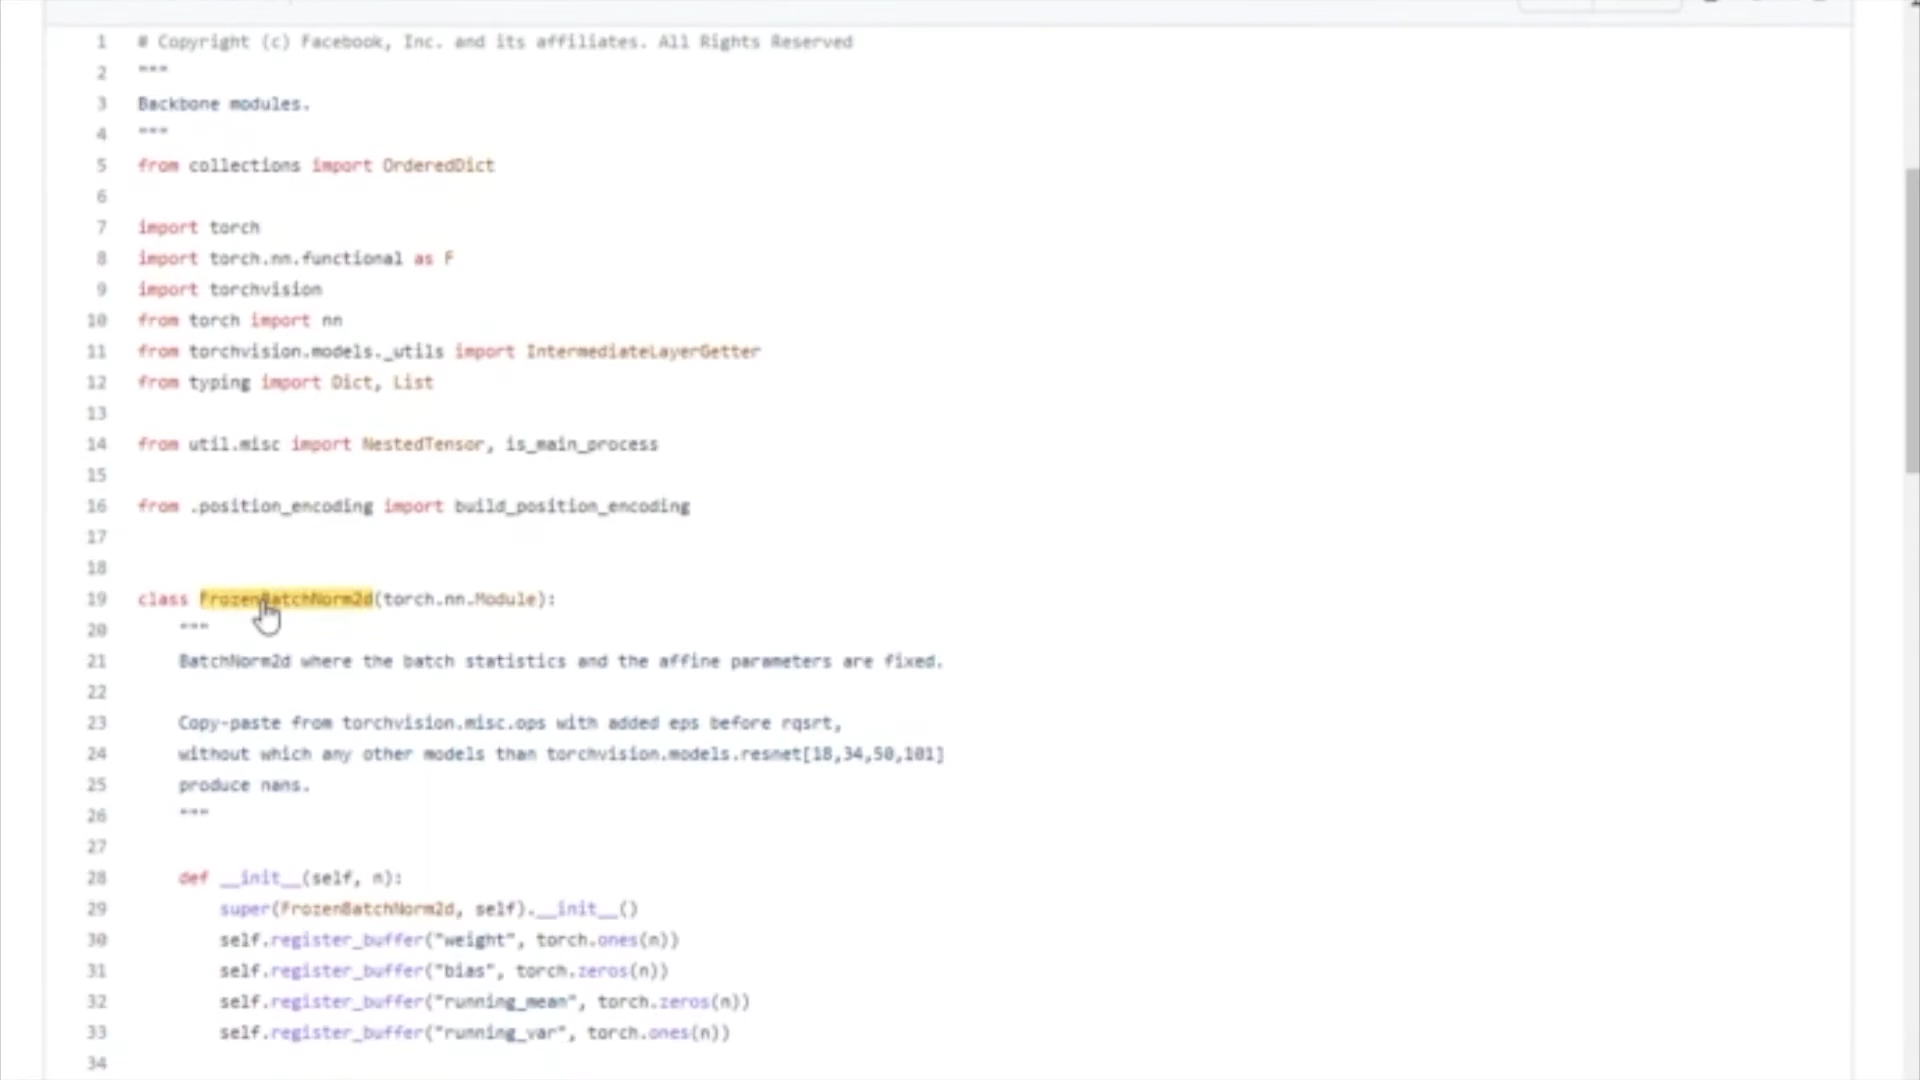 1 # Copyright (c) Facebook, Inc. and its affiliates. All Rights Reserved
2 """
3 Backbone modules.
4 """
5 from collections import OrderedDict
6
7 import torch
8 import torch.nn.functional as F
9 import torchvision
10 from torch import nn
11 from torchvision.models._utils import IntermediateLayerGetter
12 from typing import Dict, List
13
14 from util.misc import NestedTensor, is_main_process
15
16 from .position_encoding import build_position_encoding
17
18
19 class FrozenBatchNorm2d(torch.nn.Module):
20 """
21 BatchNorm2d where the batch statistics and the affine parameters are fixed.
22
23 Copy-paste from torchvision.misc.ops with added eps before rqsrt,
24 without which any other models than torchvision.models.resnet[18,34,50,101]
25 produce nans.
26 """
27
28 def __init__(self, n):
29 super(FrozenBatchNorm2d, self).__init__()
30 self.register_buffer("weight", torch.ones(n))
31 self.register_buffer("bias", torch.zeros(n))
32 self.register_buffer("running_mean", torch.zeros(n))
33 self.register_buffer("running_var", torch.ones(n))
34